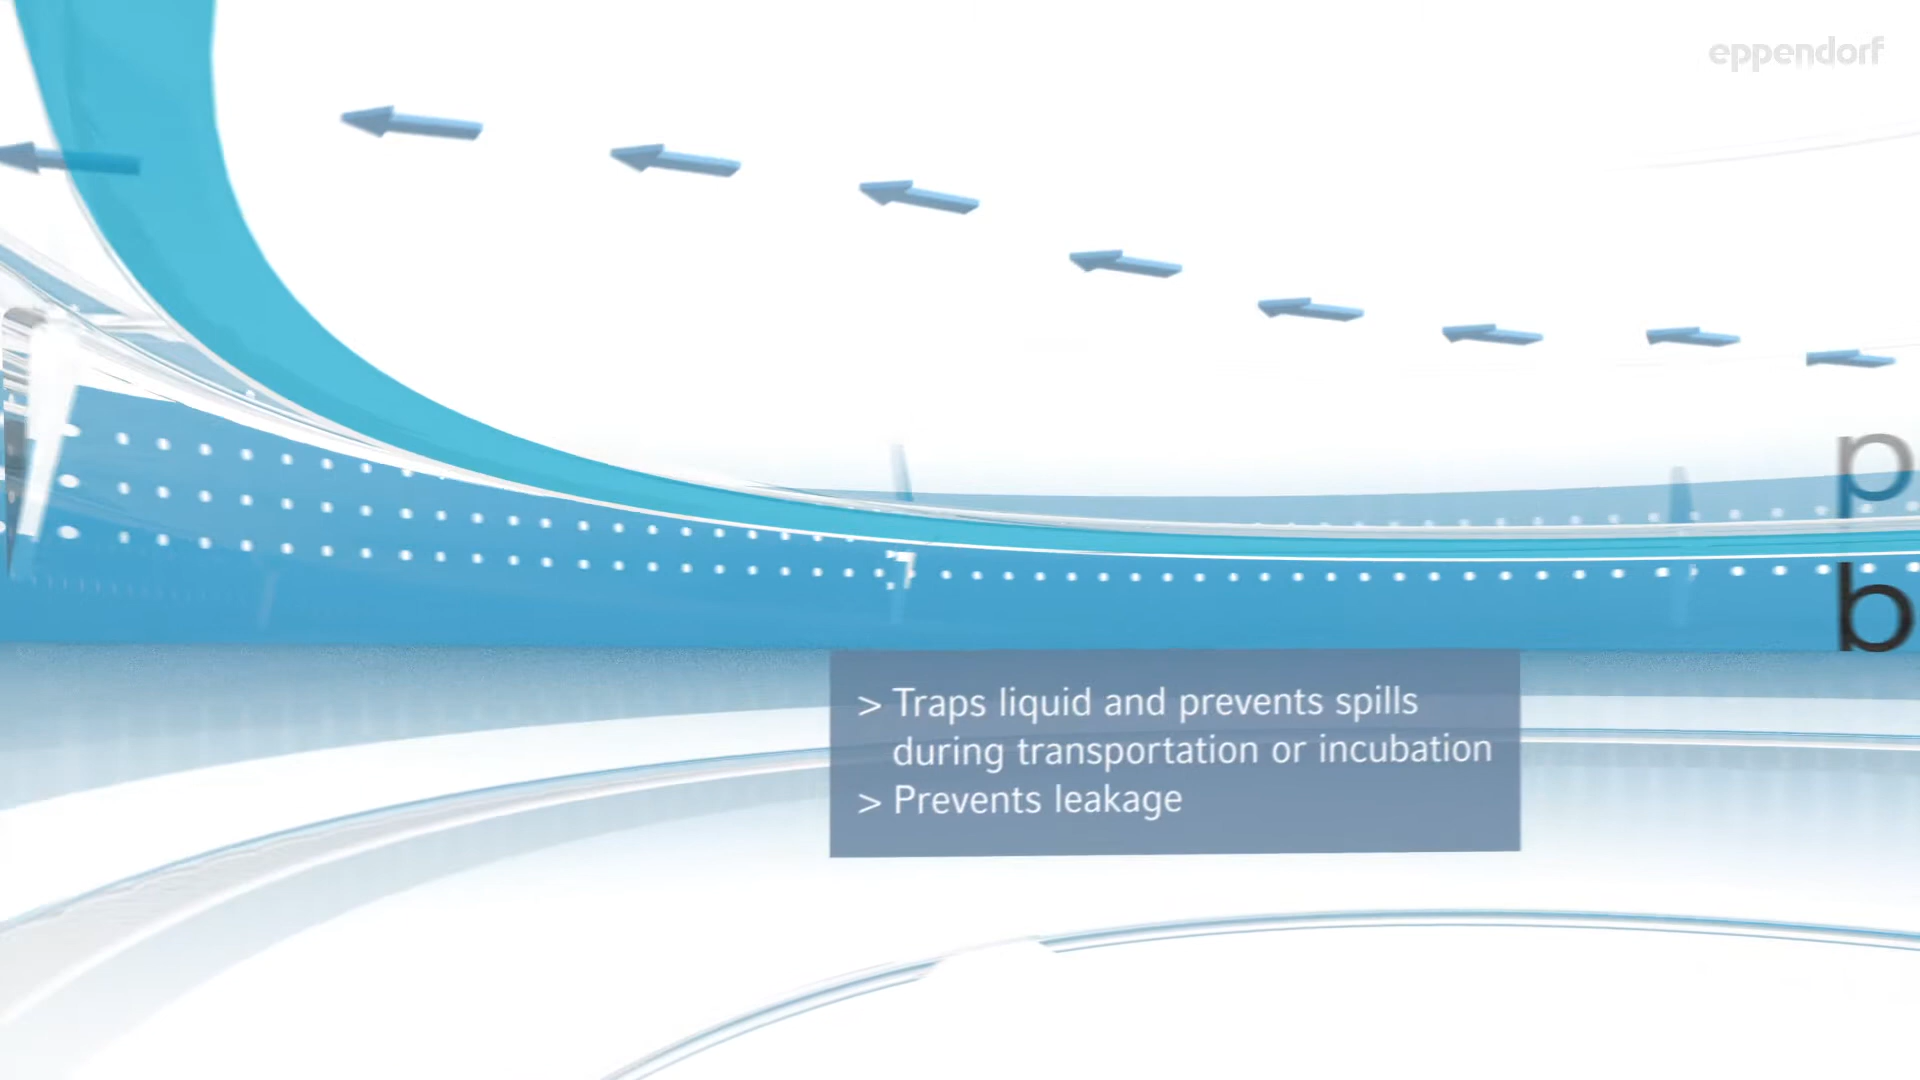 eppendorf
p
b
> Traps liquid and prevents spills
during transportation or incubation
> Prevents leakage